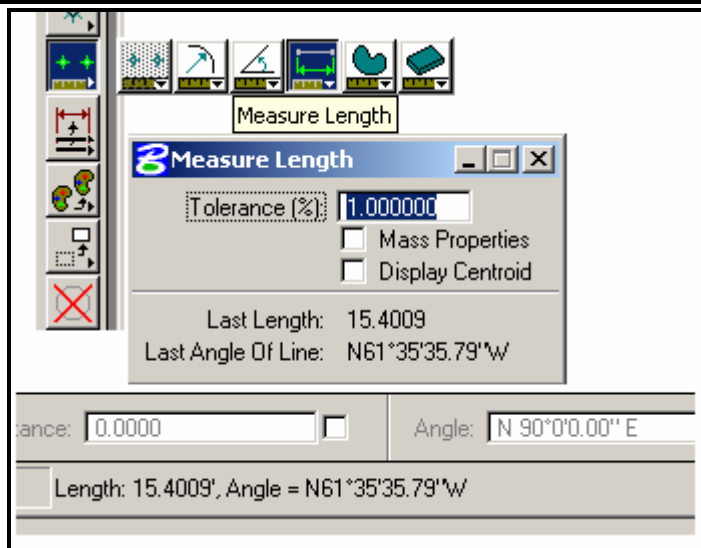 Measure Length
Measure Length
Tolerance (%): 1.000000
Mass Properties
Display Centroid
Last Length: 15.4009
Last Angle Of Line: N61°35'35.79"W
tance: 0.0000 Angle: N 90°0'0.00" E
Length: 15.4009', Angle = N61°35'35.79"W